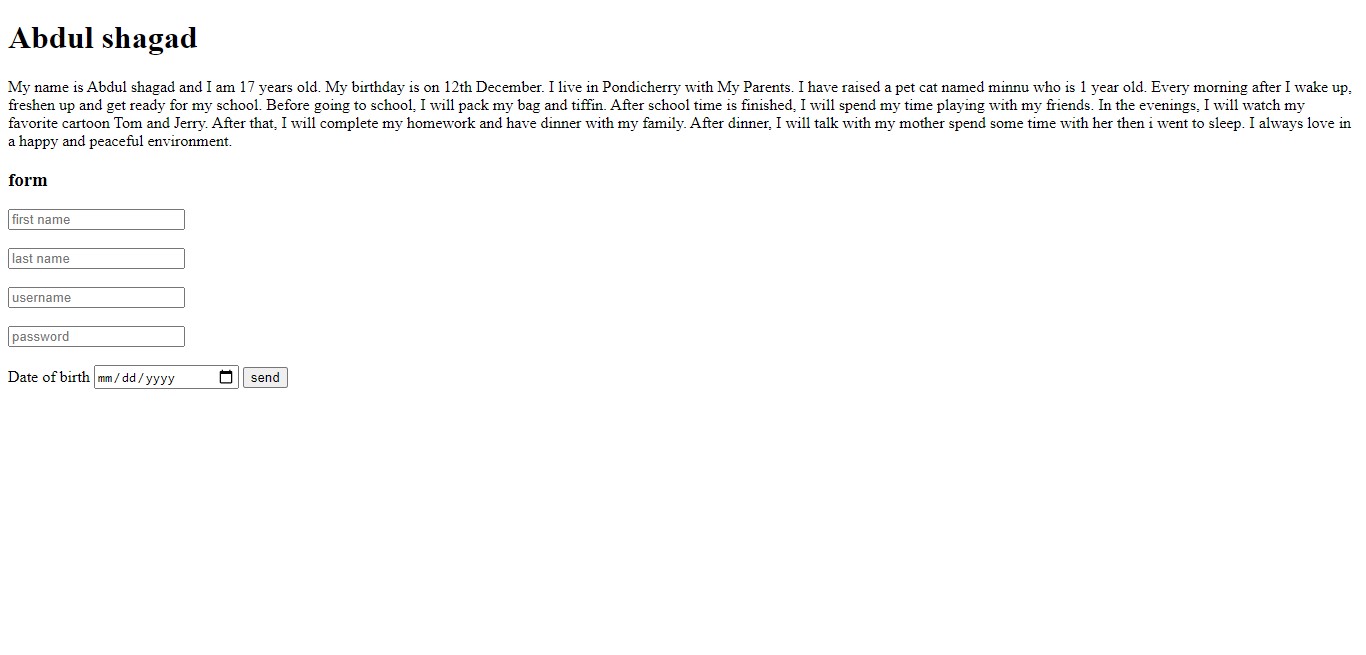 Abdul shagad
My name is Abdul shagad and I am 17 years old. My birthday is on 12th December. I live in Pondicherry with My Parents. I have raised a pet cat named minnu who is 1 year old. Every morning after I wake up,
freshen up and get ready for my school. Before going to school, I will pack my bag and tiffin. After school time is finished, I will spend my time playing with my friends. In the evenings, I will watch my
favorite cartoon Tom and Jerry. After that, I will complete my homework and have dinner with my family. After dinner, I will talk with my mother spend some time with her then i went to sleep. I always love in
a happy and peaceful environment.
form
first name
last name
username
password
Date of birth mm/dd/yyyy send